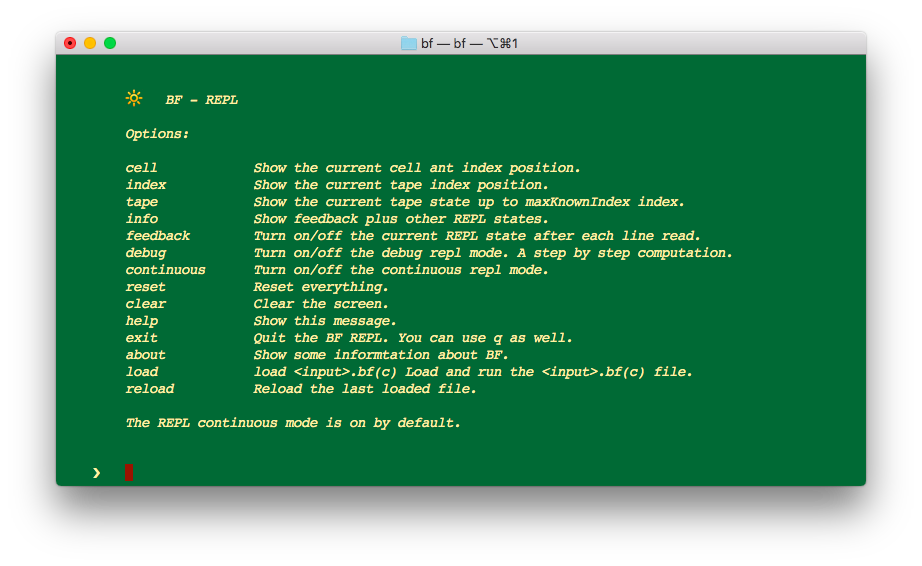 bf — bf — ⌥⌘1
BF - REPL
Options:
cell Show the current cell ant index position.
index Show the current tape index position.
tape Show the current tape state up to maxKnownIndex index.
info Show feedback plus other REPL states.
feedback Turn on/off the current REPL state after each line read.
debug Turn on/off the debug repl mode. A step by step computation.
continuous Turn on/off the continuous repl mode.
reset Reset everything.
clear Clear the screen.
help Show this message.
exit Quit the BF REPL. You can use q as well.
about Show some informtation about BF.
load load <input>.bf(c) Load and run the <input>.bf(c) file.
reload Reload the last loaded file.
The REPL continuous mode is on by default.
›